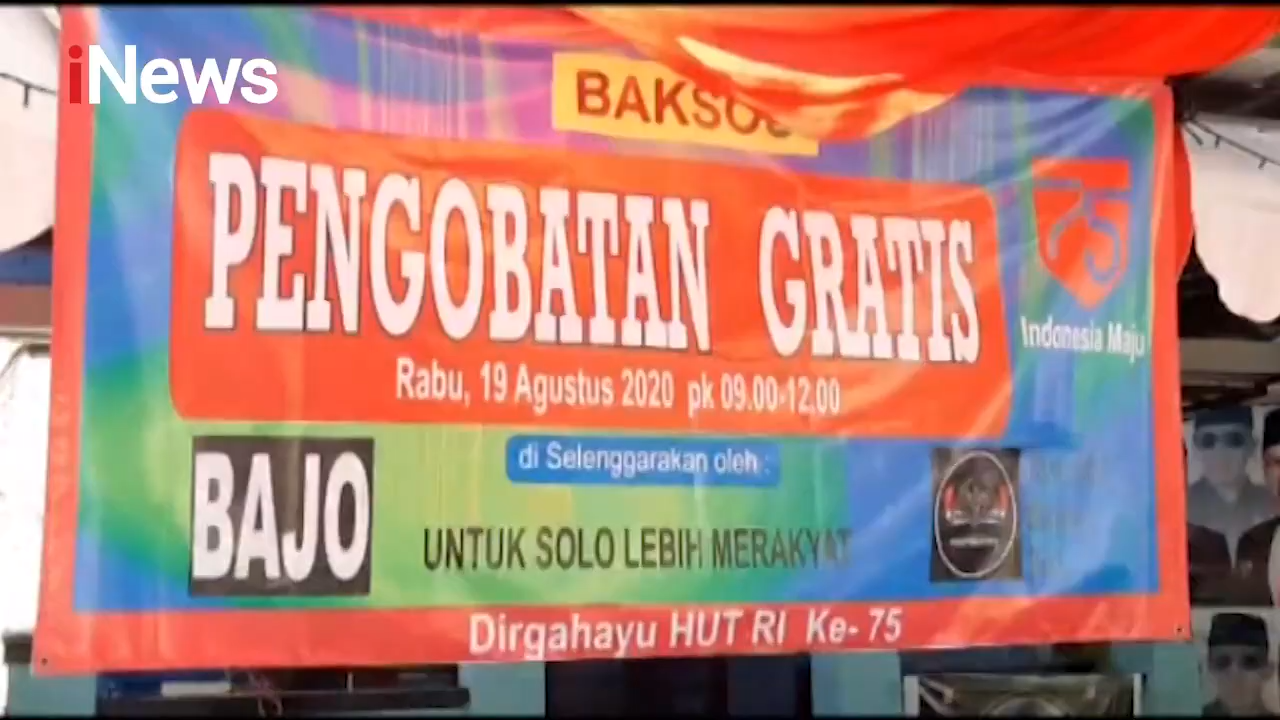 iNews
BAKSOS
PENGOBATAN GRATIS
75
Indonesia Maju
Rabu, 19 Agustus 2020 pk 09.00-12.00
di Selenggarakan oleh :
BAJO
UNTUK SOLO LEBIH MERAKYAT
Dirgahayu HUT RI Ke- 75